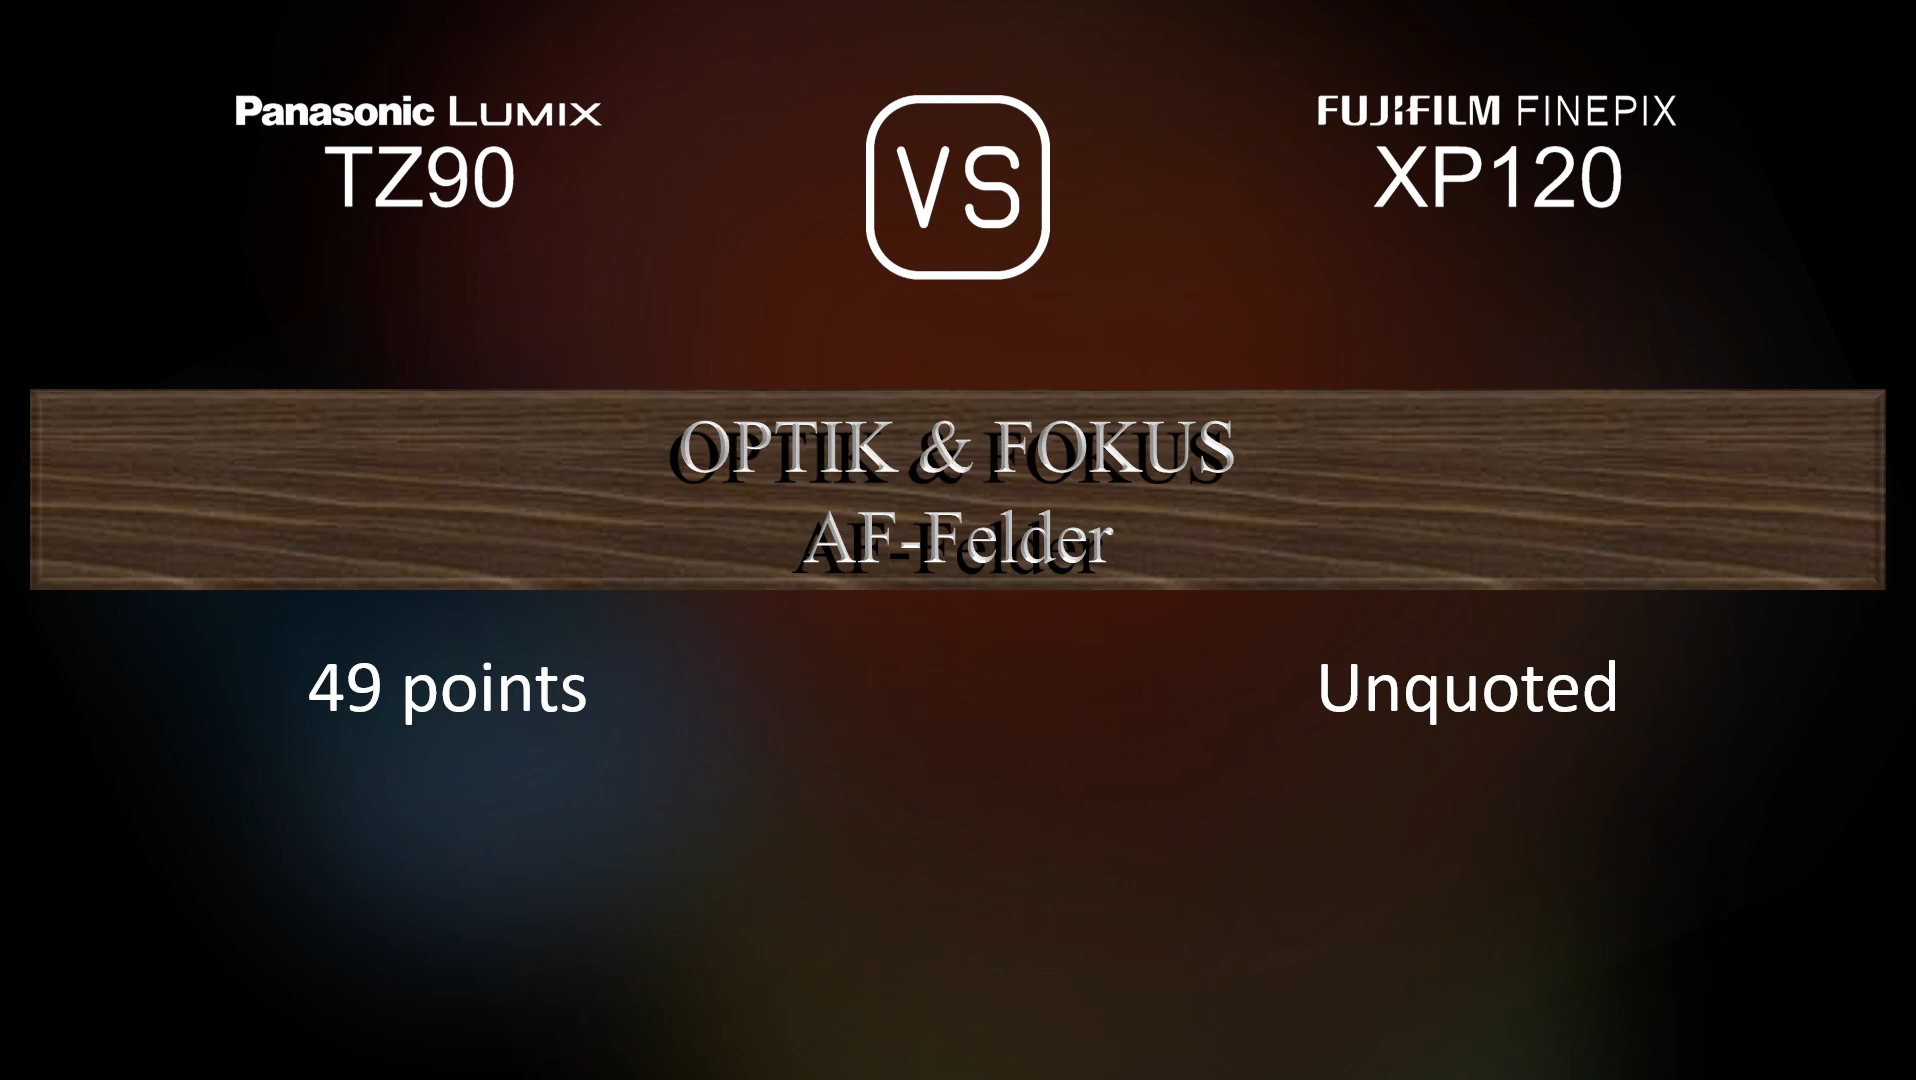 Panasonic LUMIX
TZ90
VS
FUJIFILM FINEPIX
XP120
OPTIK & FOKUS
AF-Felder
49 points
Unquoted